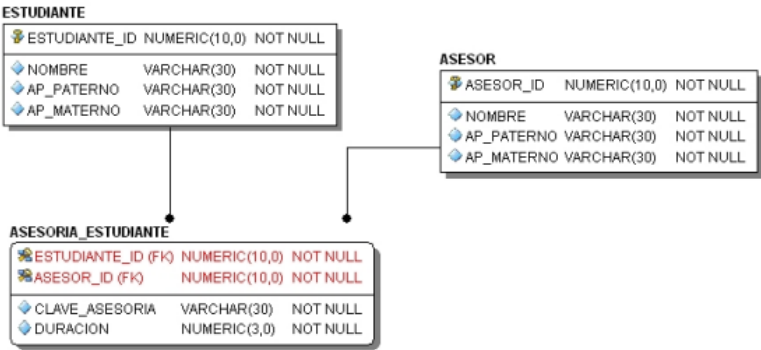 ESTUDIANTE
ESTUDIANTE_ID NUMERIC(10,0) NOT NULL
NOMBRE VARCHAR(30) NOT NULL
AP_PATERNO VARCHAR(30) NOT NULL
AP_MATERNO VARCHAR(30) NOT NULL
ASESOR
ASESOR_ID NUMERIC(10,0) NOT NULL
NOMBRE VARCHAR(30) NOT NULL
AP_PATERNO VARCHAR(30) NOT NULL
AP_MATERNO VARCHAR(30) NOT NULL
ASESORIA_ESTUDIANTE
ESTUDIANTE_ID (FK) NUMERIC(10,0) NOT NULL
ASESOR_ID (FK) NUMERIC(10,0) NOT NULL
CLAVE_ASESORIA VARCHAR(30) NOT NULL
DURACION NUMERIC(3,0) NOT NULL